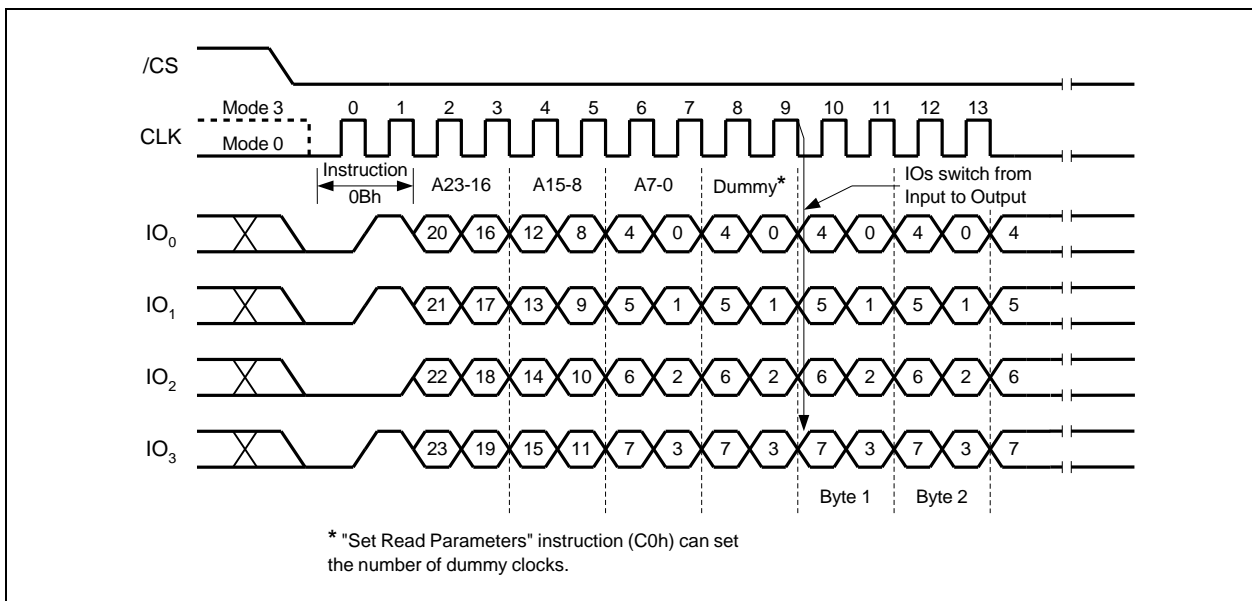 /CS
Mode 3 0 1 2 3 4 5 6 7 8 9 10 11 12 13
CLK
Mode 0
Instruction
0Bh
A23-16 A15-8 A7-0 Dummy*
IOs switch from
Input to Output
IO0 20 16 12 8 4 0 4 0 4 0 4 0 4
IO1 21 17 13 9 5 1 5 1 5 1 5 1 5
IO2 22 18 14 10 6 2 6 2 6 2 6 2 6
IO3 23 19 15 11 7 3 7 3 7 3 7 3 7
Byte 1 Byte 2
* "Set Read Parameters" instruction (C0h) can set
the number of dummy clocks.